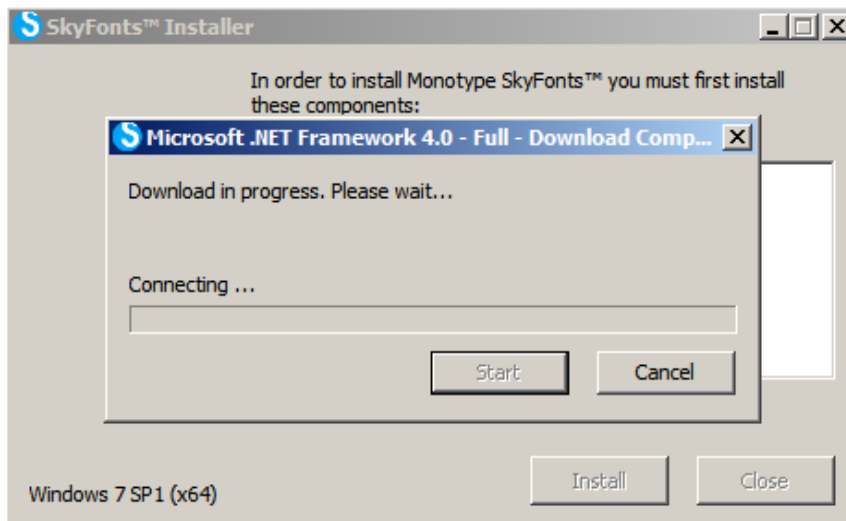 SkyFonts™ Installer
In order to install Monotype SkyFonts™ you must first install
these components:
Microsoft .NET Framework 4.0 - Full - Download Comp...
Download in progress. Please wait...
Connecting ...
Start
Cancel
Install
Close
Windows 7 SP1 (x64)